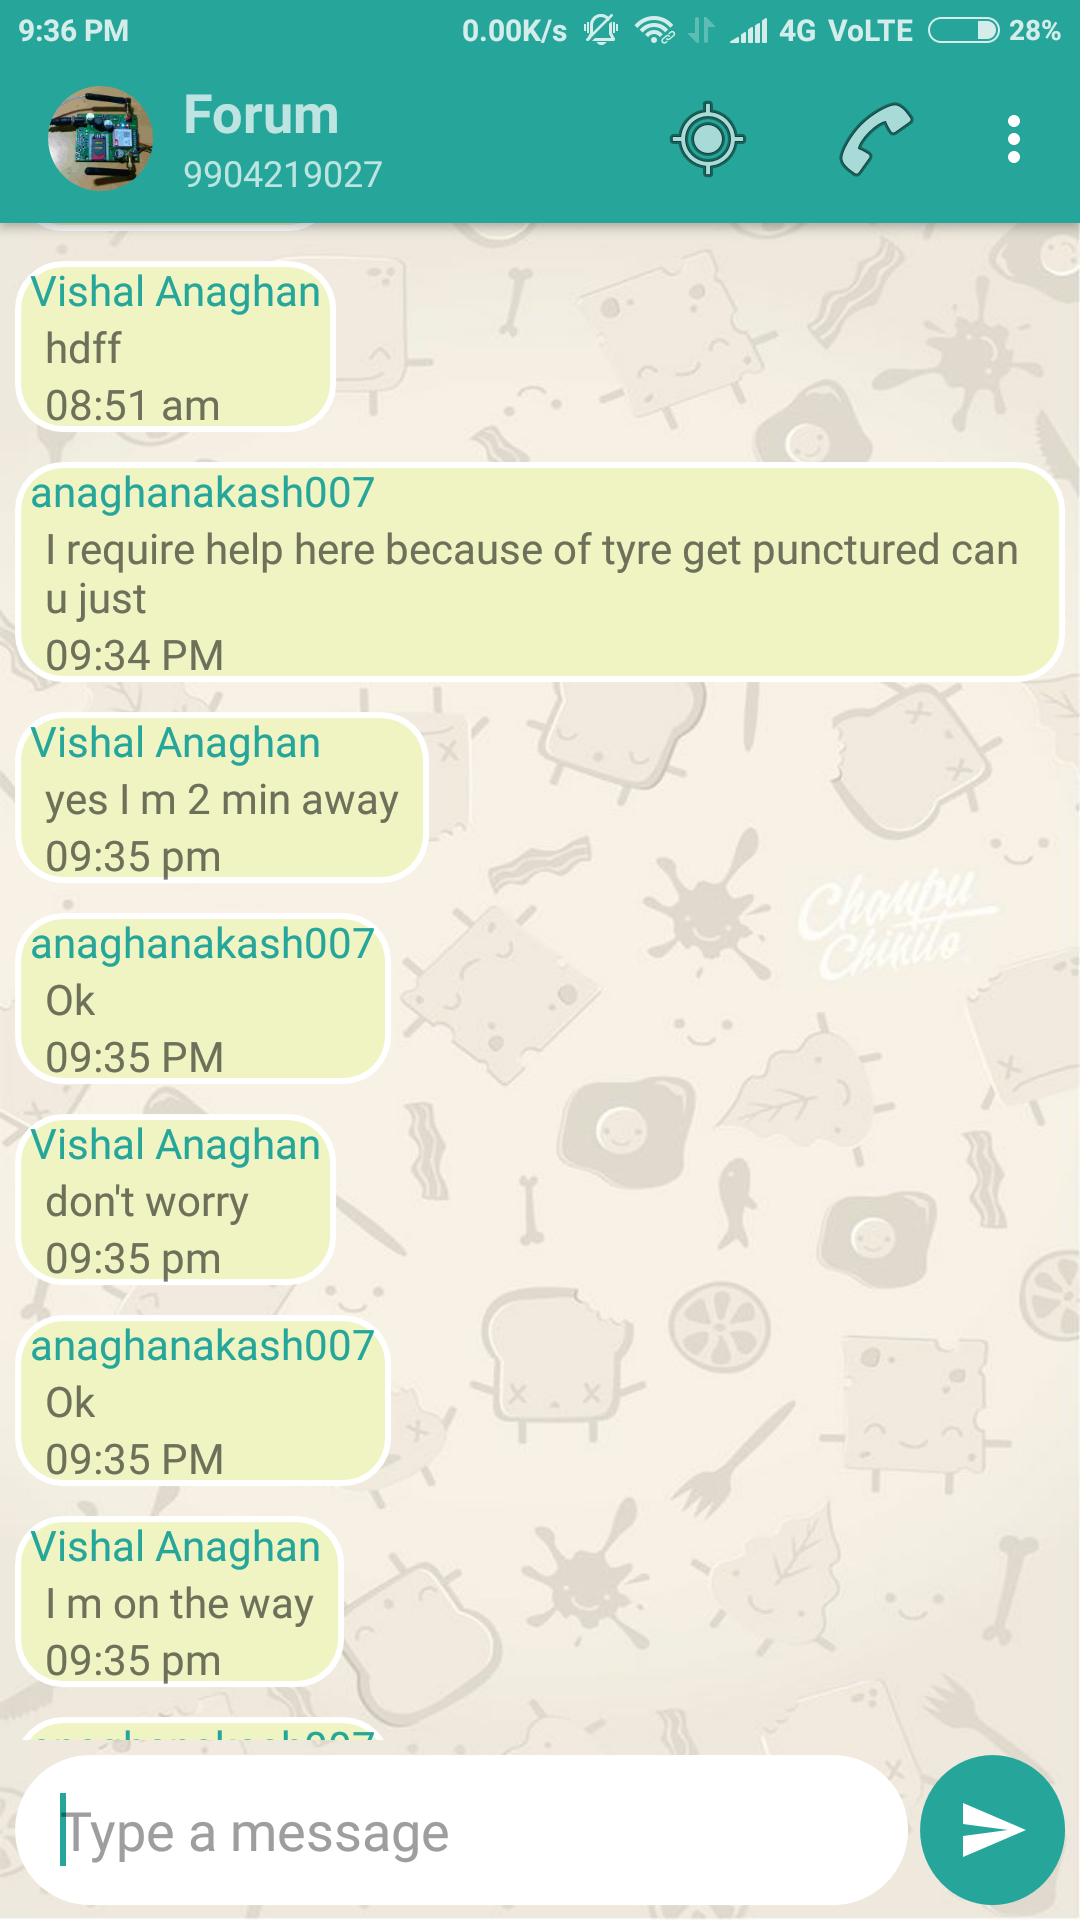 9:36 PM 0.00K/s 4G VoLTE 28%
Forum
9904219027
Vishal Anaghan
hdff
08:51 am
anaghanakash007
I require help here because of tyre get punctured can
u just
09:34 PM
Vishal Anaghan
yes I m 2 min away
09:35 pm
Chanpu
Chinito
anaghanakash007
Ok
09:35 PM
Vishal Anaghan
don't worry
09:35 pm
anaghanakash007
Ok
09:35 PM
Vishal Anaghan
I m on the way
09:35 pm
anaghanakash007
Type a message